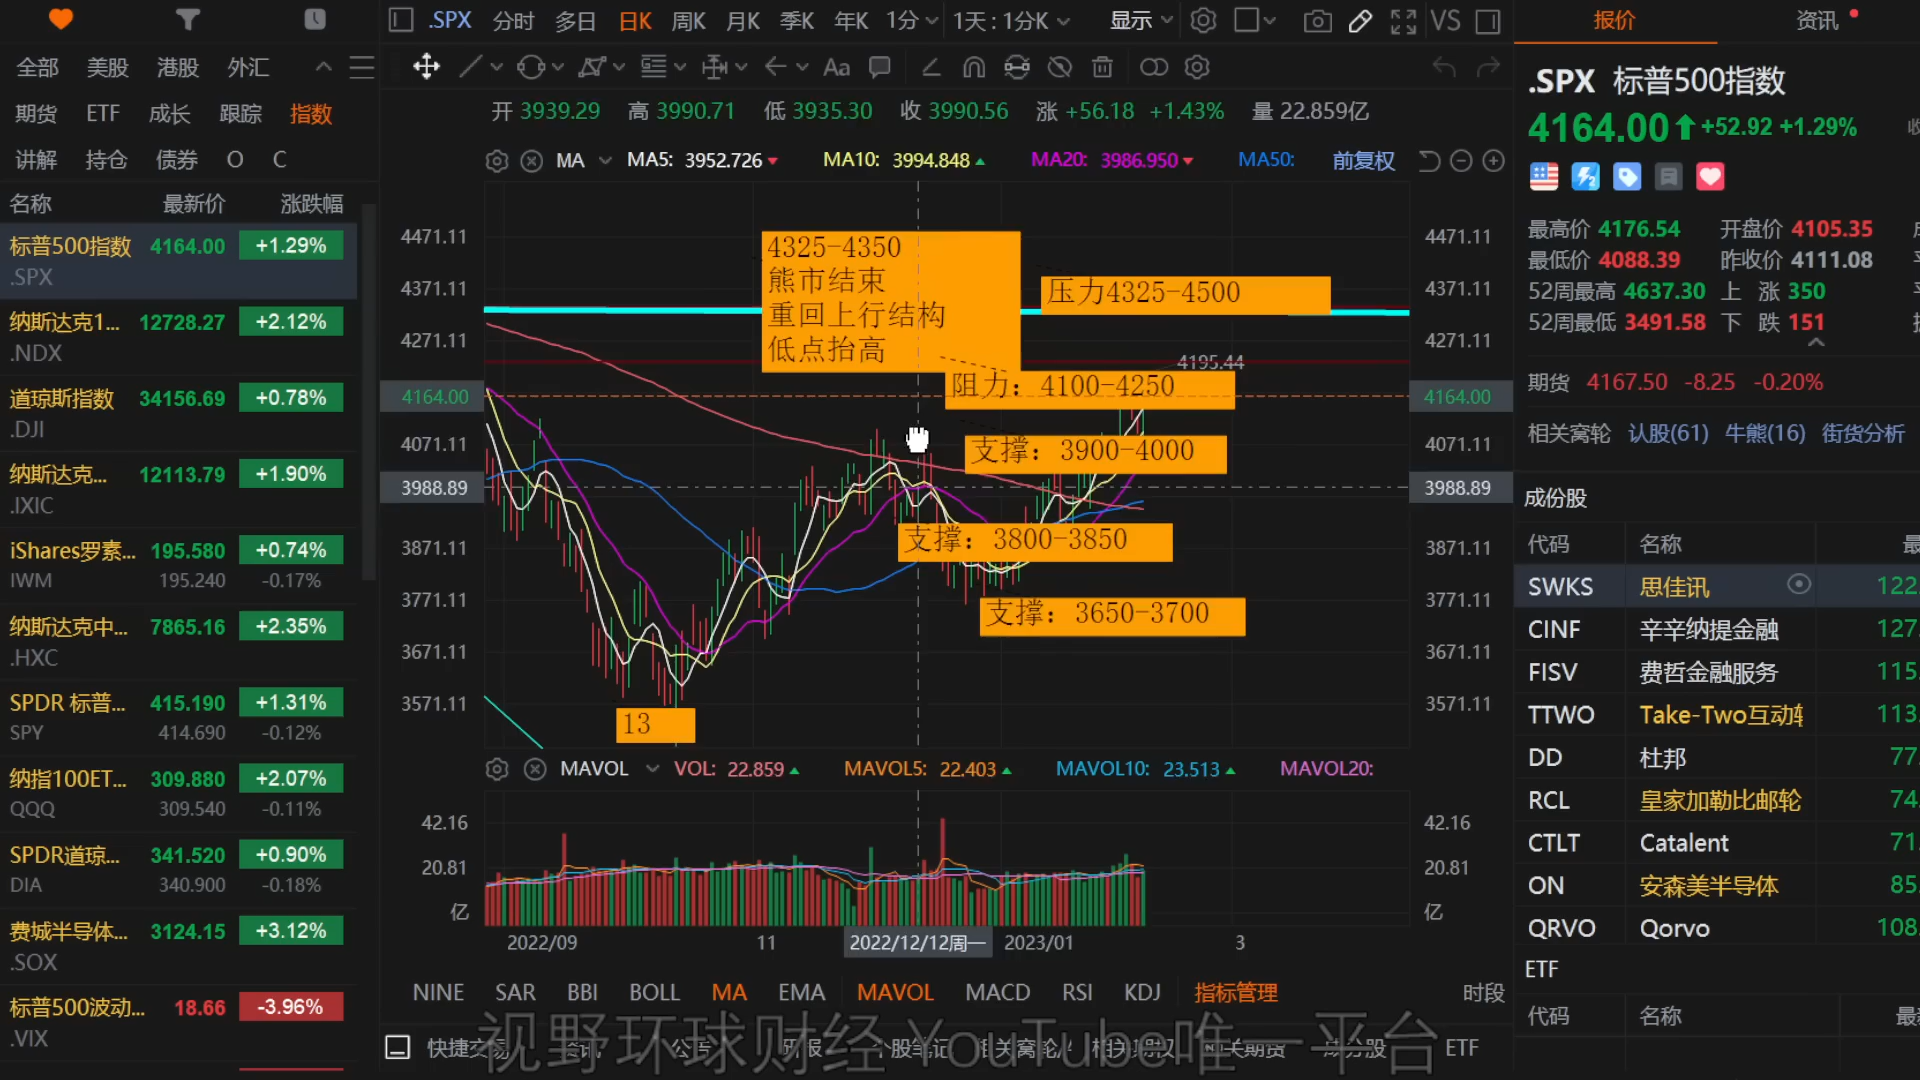 .SPX 分时 多日 日K 周K 月K 季K 年K 1分 1天 : 1分K 显示 VS 报价 资讯
全部 美股 港股 外汇
期货 ETF 成长 跟踪 指数
讲解 持仓 债券 O C
名称 最新价 涨跌幅
标普500指数 4164.00 +1.29%
.SPX
纳斯达克1... 12728.27 +2.12%
.NDX
道琼斯指数 34156.69 +0.78%
.DJI
纳斯达克... 12113.79 +1.90%
.IXIC
iShares罗素... 195.580 +0.74%
IWM 195.240 -0.17%
纳斯达克中... 7865.16 +2.35%
.HXC
SPDR 标普... 415.190 +1.31%
SPY 414.690 -0.12%
纳指100ET... 309.880 +2.07%
QQQ 309.540 -0.11%
SPDR道琼... 341.520 +0.90%
DIA 340.900 -0.18%
费城半导体... 3124.15 +3.12%
.SOX
标普500波动... 18.66 -3.96%
.VIX
Aa
开 3939.29 高 3990.71 低 3935.30 收 3990.56 涨 +56.18 +1.43% 量 22.859亿
MA MA5: 3952.726 MA10: 3994.848 MA20: 3986.950 MA50: 前复权
4471.11 4471.11
4371.11 4371.11
4271.11 4271.11
4164.00 4164.00
4071.11 4071.11
3988.89 3988.89
3871.11 3871.11
3771.11 3771.11
3671.11 3671.11
3571.11 3571.11
4325-4350
熊市结束
重回上行结构
低点抬高
压力4325-4500
4195.44
阻力：4100-4250
支撑：3900-4000
支撑：3800-3850
支撑：3650-3700
13
MAVOL VOL: 22.859 MAVOL5: 22.403 MAVOL10: 23.513 MAVOL20:
42.16 42.16
20.81 20.81
亿 亿
2022/09 11 2022/12/12周一 2023/01 3
NINE SAR BBI BOLL MA EMA MAVOL MACD RSI KDJ 指标管理 时段
视野环球财经 YouTube唯一平台
ETF
.SPX 标普500指数
4164.00 +52.92 +1.29%
最高价 4176.54 开盘价 4105.35
最低价 4088.39 昨收价 4111.08
52周最高 4637.30 上 涨 350
52周最低 3491.58 下 跌 151
期货 4167.50 -8.25 -0.20%
相关窝轮 认股(61) 牛熊(16) 街货分析
成份股
代码 名称
SWKS 思佳讯 122.
CINF 辛辛纳提金融 127.
FISV 费哲金融服务 115.
TTWO Take-Two互动 113.
DD 杜邦 77.
RCL 皇家加勒比邮轮 74.
CTLT Catalent 71.
ON 安森美半导体 85.
QRVO Qorvo 108.
ETF
代码 名称